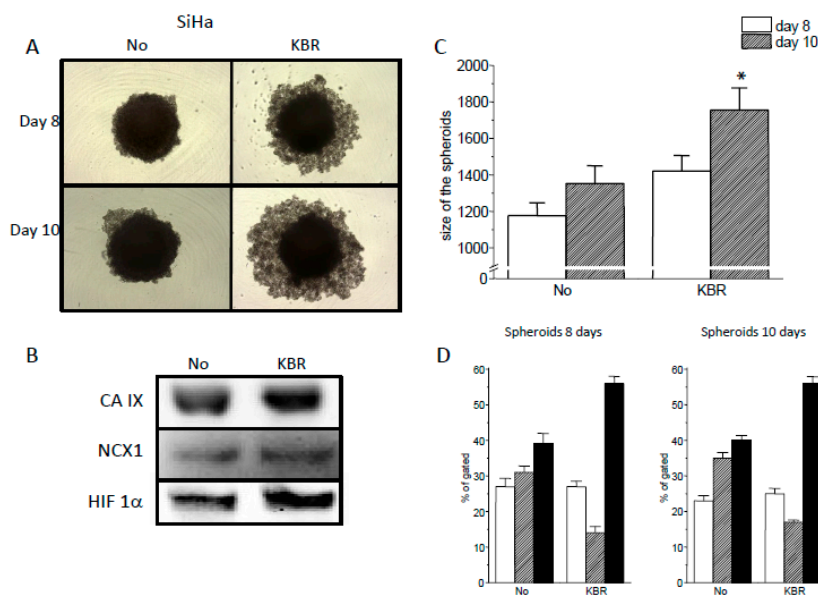 SiHa
A
No
KBR
Day 8
Day 10
B
No
KBR
CA IX
NCX1
HIF 1α
C
day 8
day 10
size of the spheroids
2000
1800
1600
1400
1200
1000
0
*
No
KBR
D
Spheroids 8 days
% of gated
60
50
40
30
20
10
0
No
KBR
Spheroids 10 days
% of gated
60
50
40
30
20
10
0
No
KBR